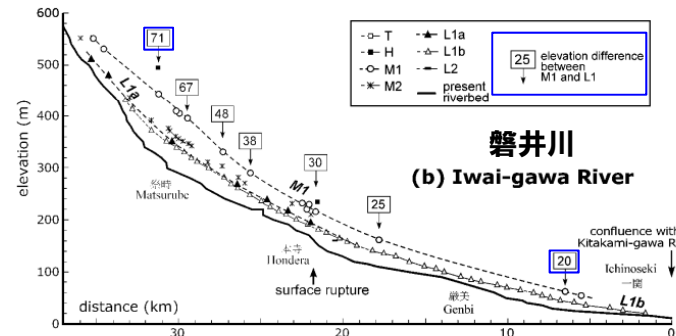 600
500
400
300
200
100
0
elevation (m)
30
20
10
0
distance (km)
71
67
48
38
30
25
20
L1a
M1
L1b
祭畤
Matsurube
本寺
Hondera
surface rupture
厳美
Genbi
Ichinoseki
一関
confluence with
Kitakami-gawa R
T
H
M1
M2
L1a
L1b
L2
present
riverbed
25 elevation difference
between
M1 and L1
磐井川
(b) Iwai-gawa River